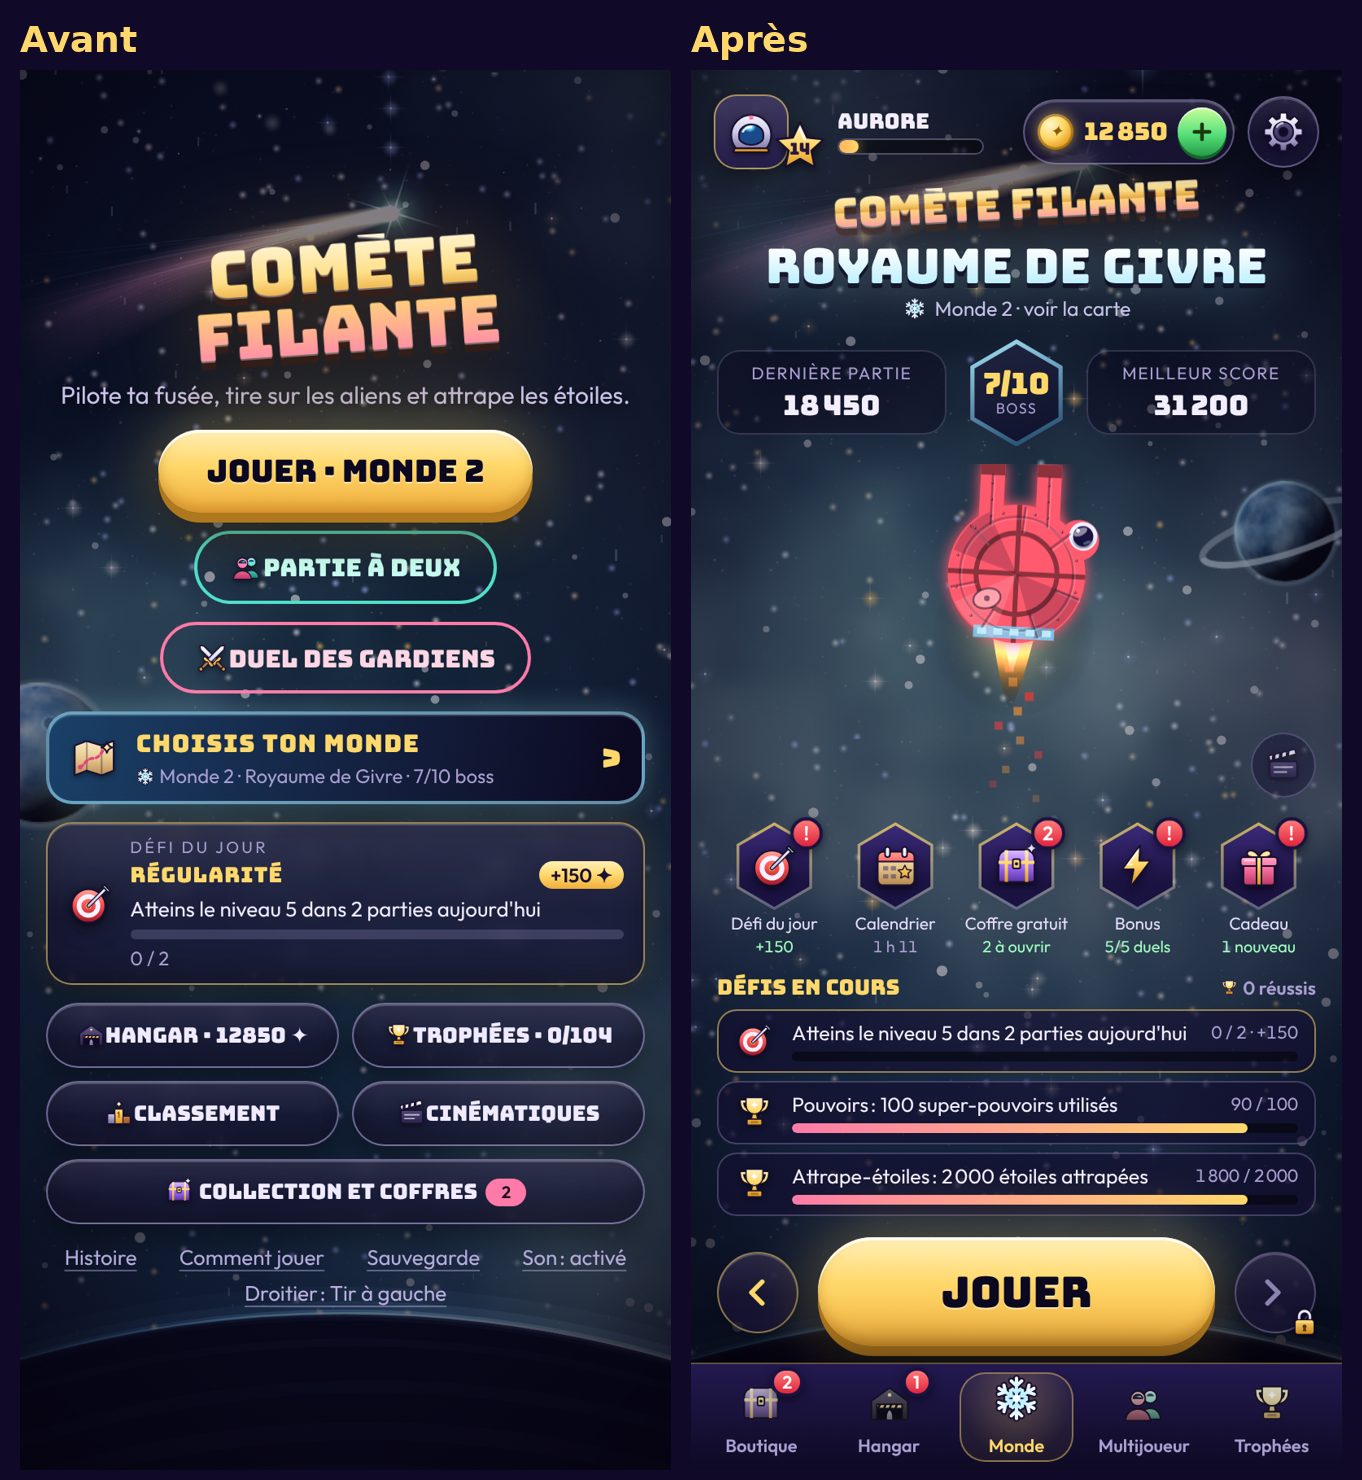 Avant
COMÈTE
FILANTE
Pilote ta fusée, tire sur les aliens et attrape les étoiles.
JOUER · MONDE 2
PARTIE À DEUX
DUEL DES GARDIENS
CHOISIS TON MONDE
Monde 2 · Royaume de Givre · 7/10 boss
DÉFI DU JOUR
RÉGULARITÉ
+150 ✦
Atteins le niveau 5 dans 2 parties aujourd'hui
0 / 2
HANGAR · 12850 ✦
TROPHÉES · 0/104
CLASSEMENT
CINÉMATIQUES
COLLECTION ET COFFRES 2
Histoire
Comment jouer
Sauvegarde
Son : activé
Droitier : Tir à gauche
Après
14
AURORE
12 850 +
COMÈTE FILANTE
ROYAUME DE GIVRE
Monde 2 · voir la carte
DERNIÈRE PARTIE
18 450
7/10
BOSS
MEILLEUR SCORE
31 200
!
2
!
!
Défi du jour
+150
Calendrier
1 h 11
Coffre gratuit
2 à ouvrir
Bonus
5/5 duels
Cadeau
1 nouveau
DÉFIS EN COURS
0 réussis
Atteins le niveau 5 dans 2 parties aujourd'hui
0 / 2 · +150
Pouvoirs : 100 super-pouvoirs utilisés
90 / 100
Attrape-étoiles : 2 000 étoiles attrapées
1 800 / 2 000
JOUER
2
1
Boutique
Hangar
Monde
Multijoueur
Trophées